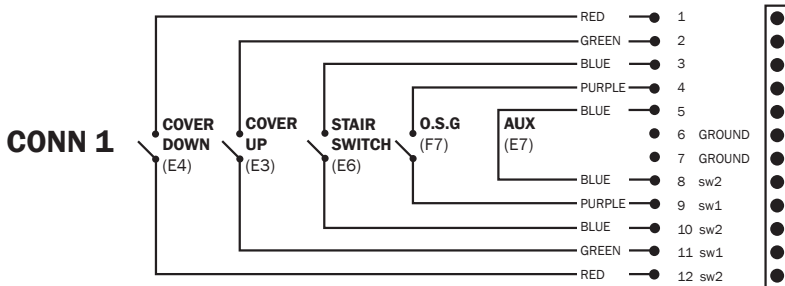 RED 1
GREEN 2
BLUE 3
PURPLE 4
BLUE 5
6 GROUND
7 GROUND
BLUE 8 sw2
PURPLE 9 sw1
BLUE 10 sw2
GREEN 11 sw1
RED 12 sw2
CONN 1
COVER
DOWN
(E4)
COVER
UP
(E3)
STAIR
SWITCH
(E6)
O.S.G
(F7)
AUX
(E7)